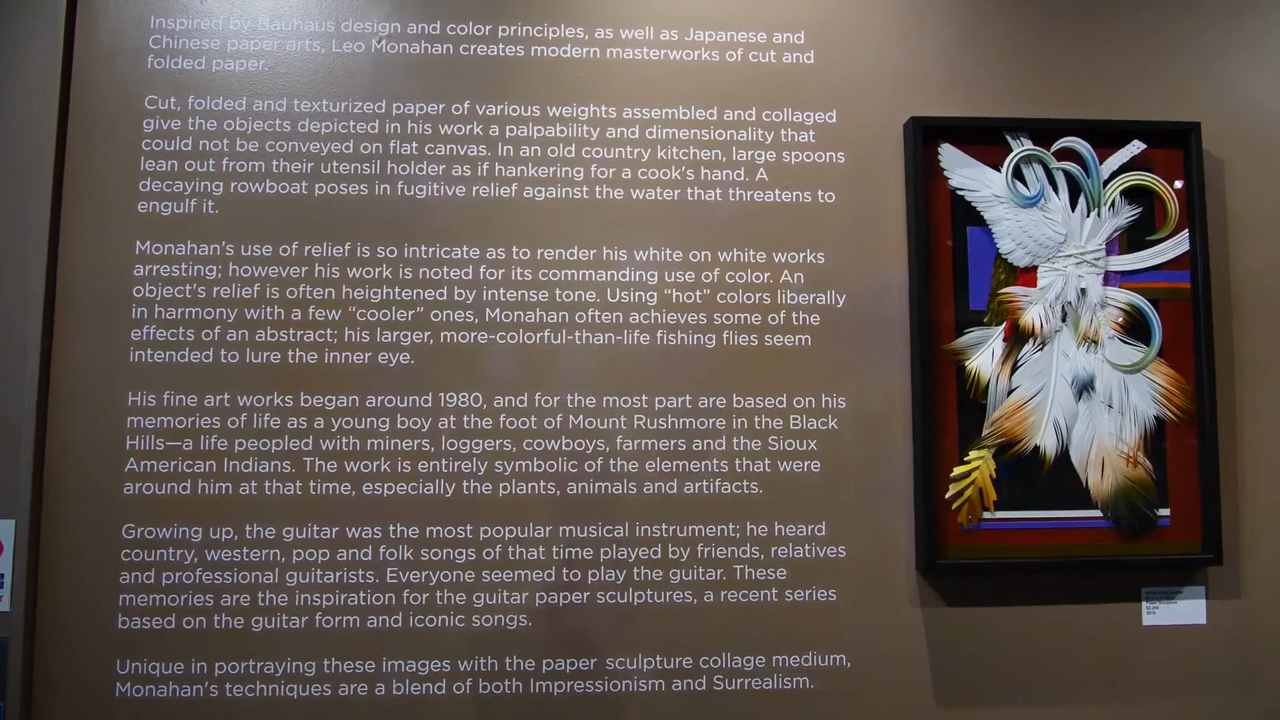 Inspired by Bauhaus design and color principles, as well as Japanese and
Chinese paper arts, Leo Monahan creates modern masterworks of cut and
folded paper.
Cut, folded and texturized paper of various weights assembled and collaged
give the objects depicted in his work a palpability and dimensionality that
could not be conveyed on flat canvas. In an old country kitchen, large spoons
lean out from their utensil holder as if hankering for a cook's hand. A
decaying rowboat poses in fugitive relief against the water that threatens to
engulf it.
Monahan's use of relief is so intricate as to render his white on white works
arresting; however his work is noted for its commanding use of color. An
object's relief is often heightened by intense tone. Using “hot” colors liberally
in harmony with a few “cooler” ones, Monahan often achieves some of the
effects of an abstract; his larger, more-colorful-than-life fishing flies seem
intended to lure the inner eye.
His fine art works began around 1980, and for the most part are based on his
memories of life as a young boy at the foot of Mount Rushmore in the Black
Hills—a life peopled with miners, loggers, cowboys, farmers and the Sioux
American Indians. The work is entirely symbolic of the elements that were
around him at that time, especially the plants, animals and artifacts.
Growing up, the guitar was the most popular musical instrument; he heard
country, western, pop and folk songs of that time played by friends, relatives
and professional guitarists. Everyone seemed to play the guitar. These
memories are the inspiration for the guitar paper sculptures, a recent series
based on the guitar form and iconic songs.
Unique in portraying these images with the paper sculpture collage medium,
Monahan's techniques are a blend of both Impressionism and Surrealism.
Paper Sculpture